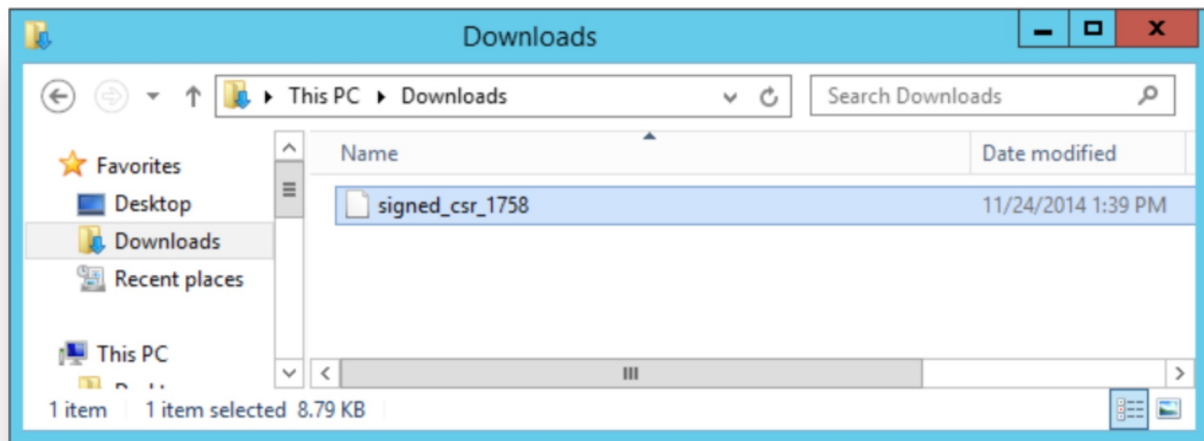 Downloads
This PC Downloads
Search Downloads
Name Date modified
Favorites
Desktop
Downloads
Recent places
This PC
signed_csr_1758 11/24/2014 1:39 PM
1 item 1 item selected 8.79 KB